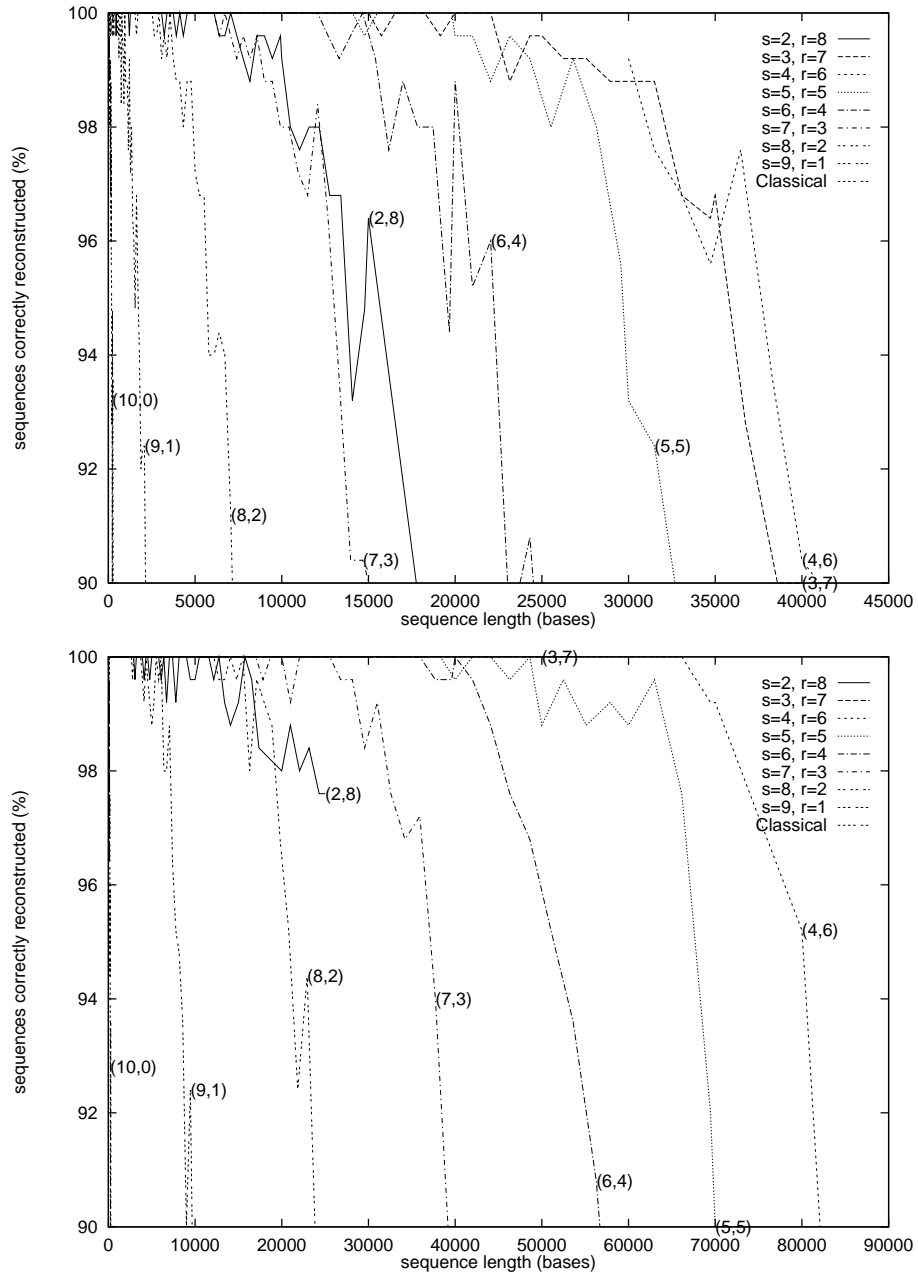 100
98
96
94
92
90
sequences correctly reconstructed (%)
s=2, r=8
s=3, r=7
s=4, r=6
s=5, r=5
s=6, r=4
s=7, r=3
s=8, r=2
s=9, r=1
Classical
(2,8)
(6,4)
(10,0)
(9,1)
(5,5)
(8,2)
(7,3)
(4,6)
(3,7)
0 5000 10000 15000 20000 25000 30000 35000 40000 45000
sequence length (bases)
100
98
96
94
92
90
sequences correctly reconstructed (%)
(3,7)
s=2, r=8
s=3, r=7
s=4, r=6
s=5, r=5
s=6, r=4
s=7, r=3
s=8, r=2
s=9, r=1
Classical
(2,8)
(4,6)
(8,2)
(7,3)
(10,0)
(9,1)
(6,4)
(5,5)
0 10000 20000 30000 40000 50000 60000 70000 80000 90000
sequence length (bases)